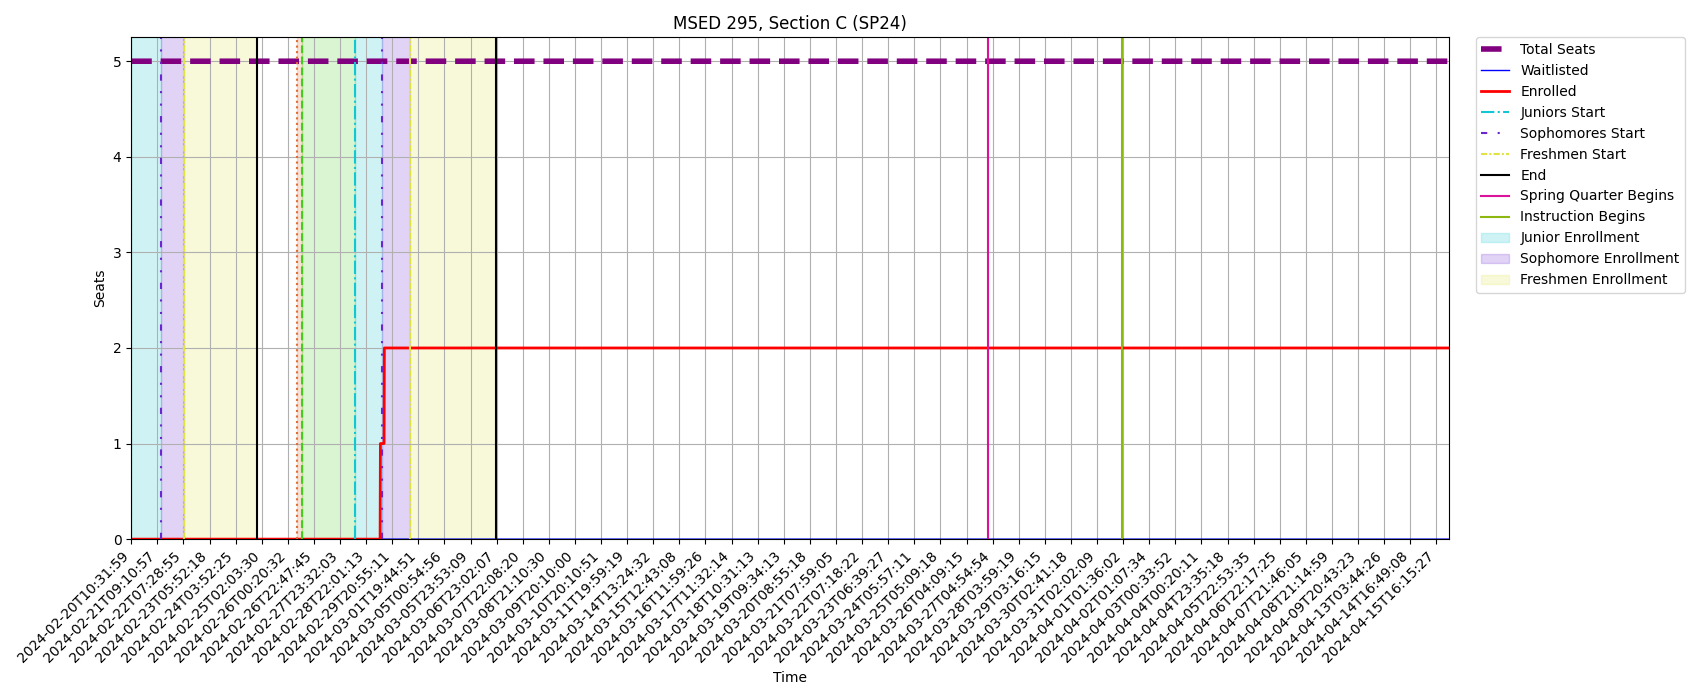 MSED 295, Section C (SP24)
Seats
5
4
3
2
1
0
2024-02-20T10:31:59
2024-02-21T09:10:57
2024-02-22T07:28:55
2024-02-23T05:52:18
2024-02-24T03:52:25
2024-02-25T02:03:30
2024-02-26T00:20:32
2024-02-26T22:47:45
2024-02-27T23:32:03
2024-02-28T22:01:13
2024-02-29T20:55:11
2024-03-01T19:44:51
2024-03-05T00:54:56
2024-03-05T23:53:09
2024-03-06T23:02:07
2024-03-07T22:08:20
2024-03-08T21:10:30
2024-03-09T20:10:00
2024-03-10T20:10:51
2024-03-11T19:59:19
2024-03-14T13:24:32
2024-03-15T12:43:08
2024-03-16T11:59:26
2024-03-17T11:32:14
2024-03-18T10:31:13
2024-03-19T09:34:13
2024-03-20T08:55:18
2024-03-21T07:59:05
2024-03-22T07:18:22
2024-03-23T06:39:27
2024-03-24T05:57:11
2024-03-25T05:09:18
2024-03-26T04:09:15
2024-03-27T04:54:54
2024-03-28T03:59:19
2024-03-29T03:16:15
2024-03-30T02:41:18
2024-03-31T02:02:09
2024-04-01T01:36:02
2024-04-02T01:07:34
2024-04-03T00:33:52
2024-04-04T00:20:11
2024-04-04T23:35:18
2024-04-05T22:53:35
2024-04-06T22:17:25
2024-04-07T21:46:05
2024-04-08T21:14:59
2024-04-09T20:43:23
2024-04-13T03:44:26
2024-04-14T16:49:08
2024-04-15T16:15:27
Time
Total Seats
Waitlisted
Enrolled
Juniors Start
Sophomores Start
Freshmen Start
End
Spring Quarter Begins
Instruction Begins
Junior Enrollment
Sophomore Enrollment
Freshmen Enrollment